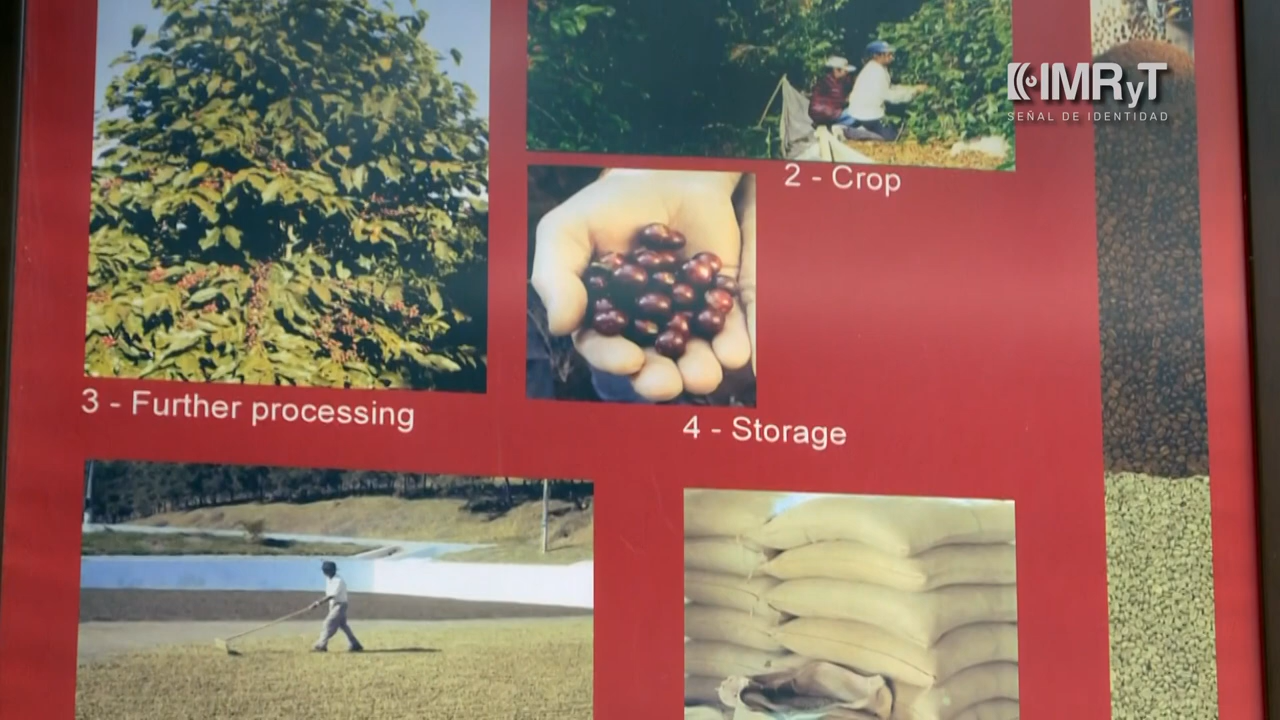 IMRyT
SEÑAL DE IDENTIDAD
2 - Crop
3 - Further processing
4 - Storage